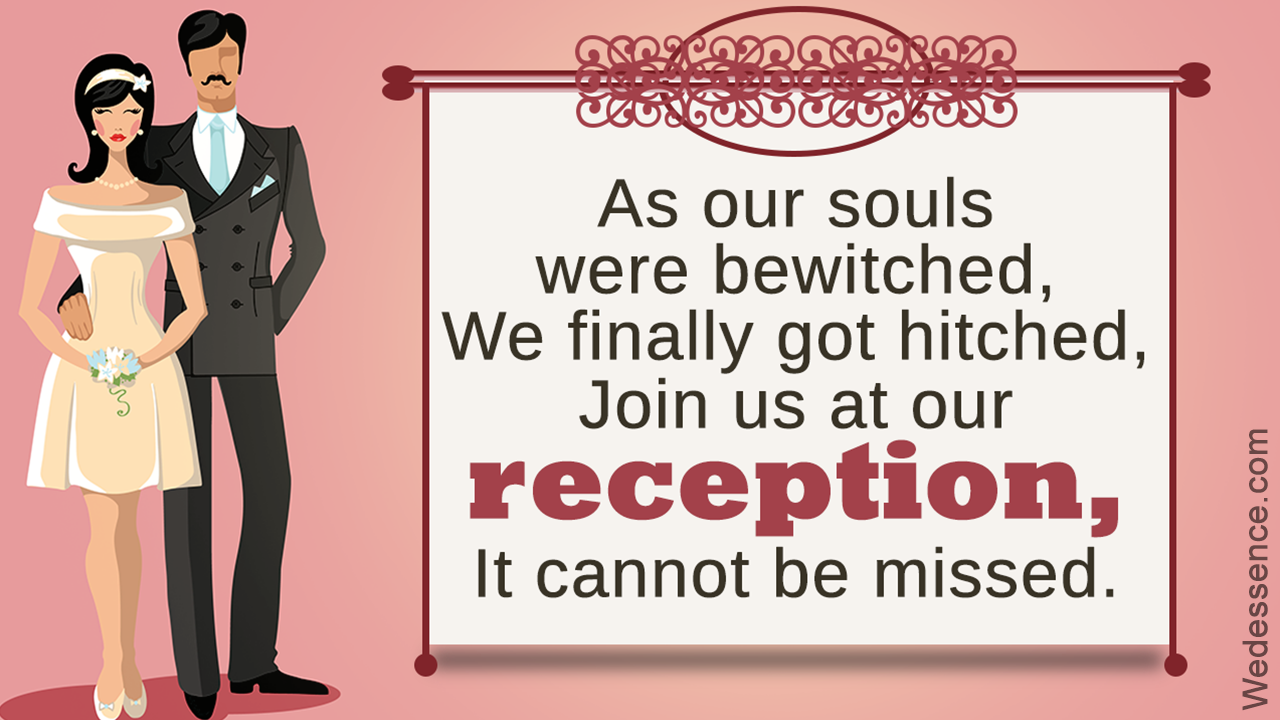 As our souls
were bewitched,
We finally got hitched,
Join us at our
reception,
It cannot be missed.
Wedessence.com